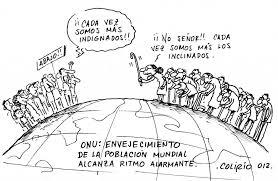 ¡¡CADA VEZ
SOMOS MÁS
INDIGNADOS!!
ABAJO!!
¡¡NO SEÑOR!! CADA
VEZ SOMOS MÁS LOS
INCLINADOS.
ONU: ENVEJECIMIENTO
DE LA POBLACIÓN MUNDIAL
ALCANZA RITMO ALARMANTE.
COLIRIO 012.